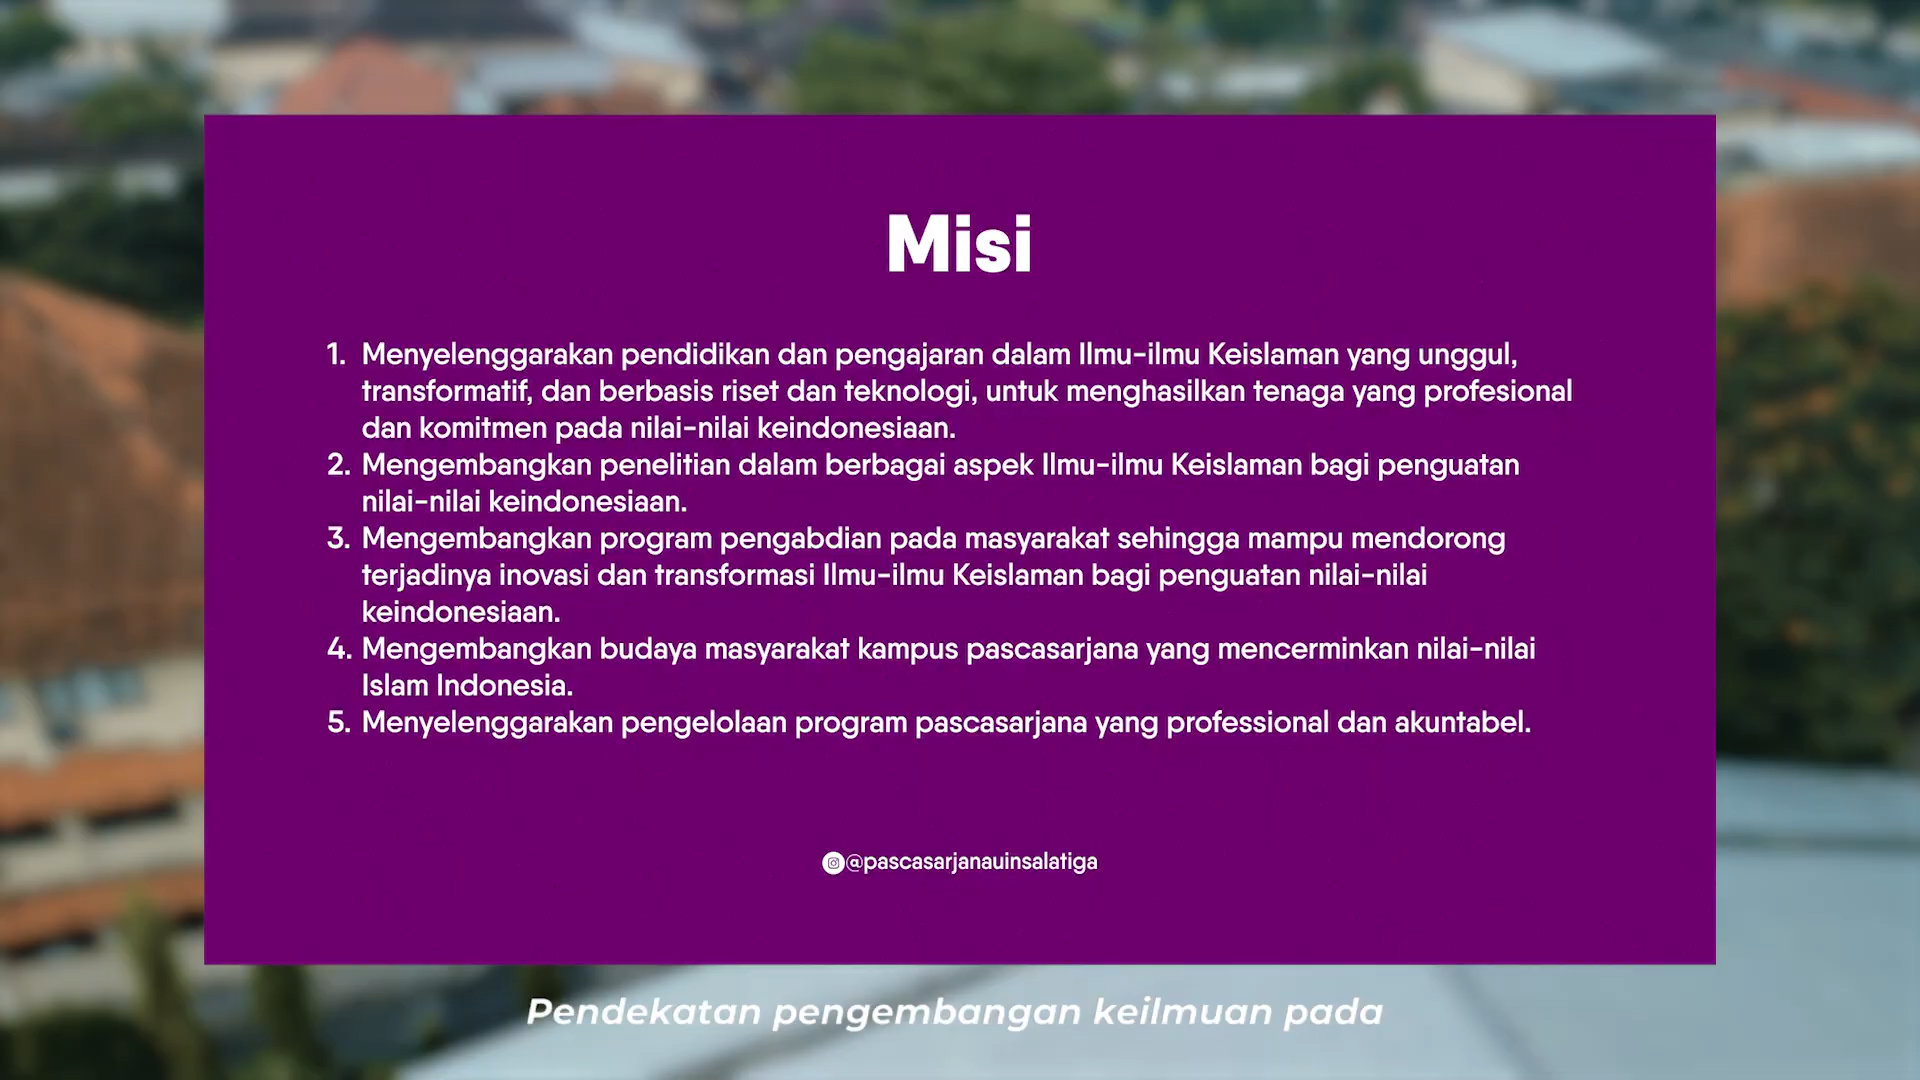 Misi
1. Menyelenggarakan pendidikan dan pengajaran dalam Ilmu-ilmu Keislaman yang unggul,
transformatif, dan berbasis riset dan teknologi, untuk menghasilkan tenaga yang profesional
dan komitmen pada nilai-nilai keindonesiaan.
2. Mengembangkan penelitian dalam berbagai aspek Ilmu-ilmu Keislaman bagi penguatan
nilai-nilai keindonesiaan.
3. Mengembangkan program pengabdian pada masyarakat sehingga mampu mendorong
terjadinya inovasi dan transformasi Ilmu-ilmu Keislaman bagi penguatan nilai-nilai
keindonesiaan.
4. Mengembangkan budaya masyarakat kampus pascasarjana yang mencerminkan nilai-nilai
Islam Indonesia.
5. Menyelenggarakan pengelolaan program pascasarjana yang professional dan akuntabel.
@pascasarjanauinsalatiga
Pendekatan pengembangan keilmuan pada